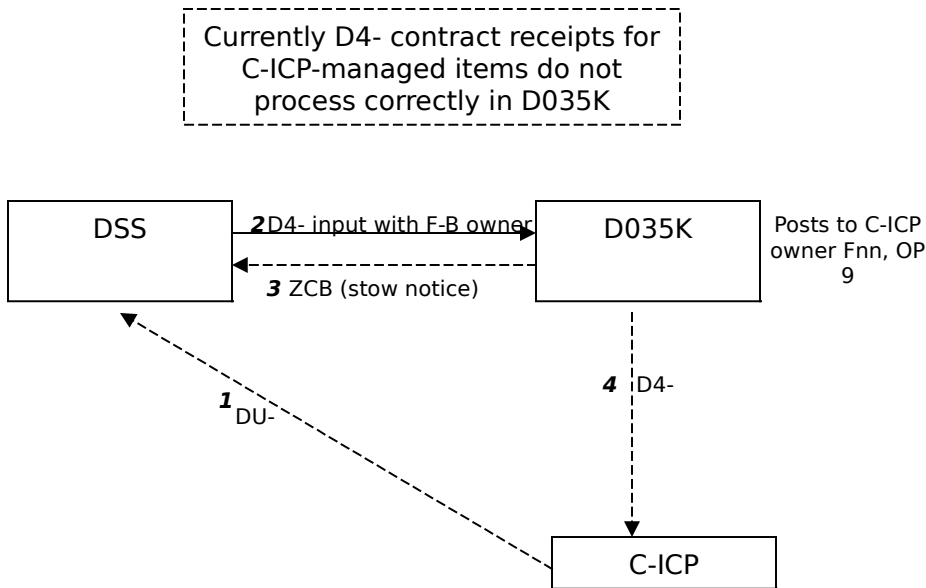 Currently D4- contract receipts for
C-ICP-managed items do not
process correctly in D035K
DSS
2 D4- input with F-B owner
D035K
Posts to C-ICP
owner Fnn, OP
9
3 ZCB (stow notice)
1
DU-
4 D4-
C-ICP